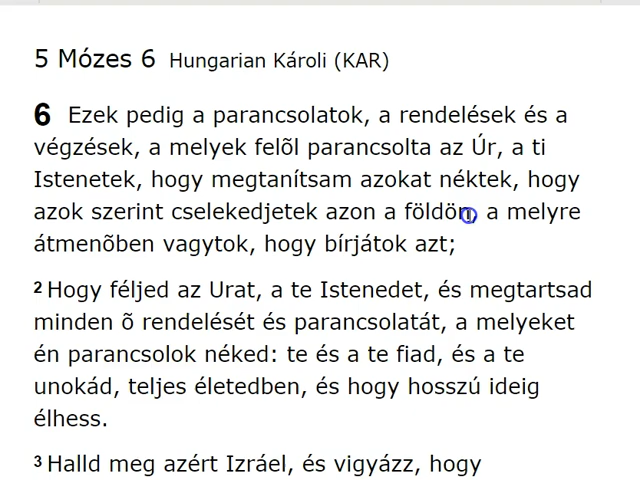 5 Mózes 6 Hungarian Károli (KAR)
6 Ezek pedig a parancsolatok, a rendelések és a
végzések, a melyek felõl parancsolta az Úr, a ti
Istenetek, hogy megtanítsam azokat néktek, hogy
azok szerint cselekedjetek azon a földön, a melyre
átmenõben vagytok, hogy bírjátok azt;
2 Hogy féljed az Urat, a te Istenedet, és megtartsad
minden õ rendelését és parancsolatát, a melyeket
én parancsolok néked: te és a te fiad, és a te
unokád, teljes életedben, és hogy hosszú ideig
élhess.
3 Halld meg azért Izráel, és vigyázz, hogy